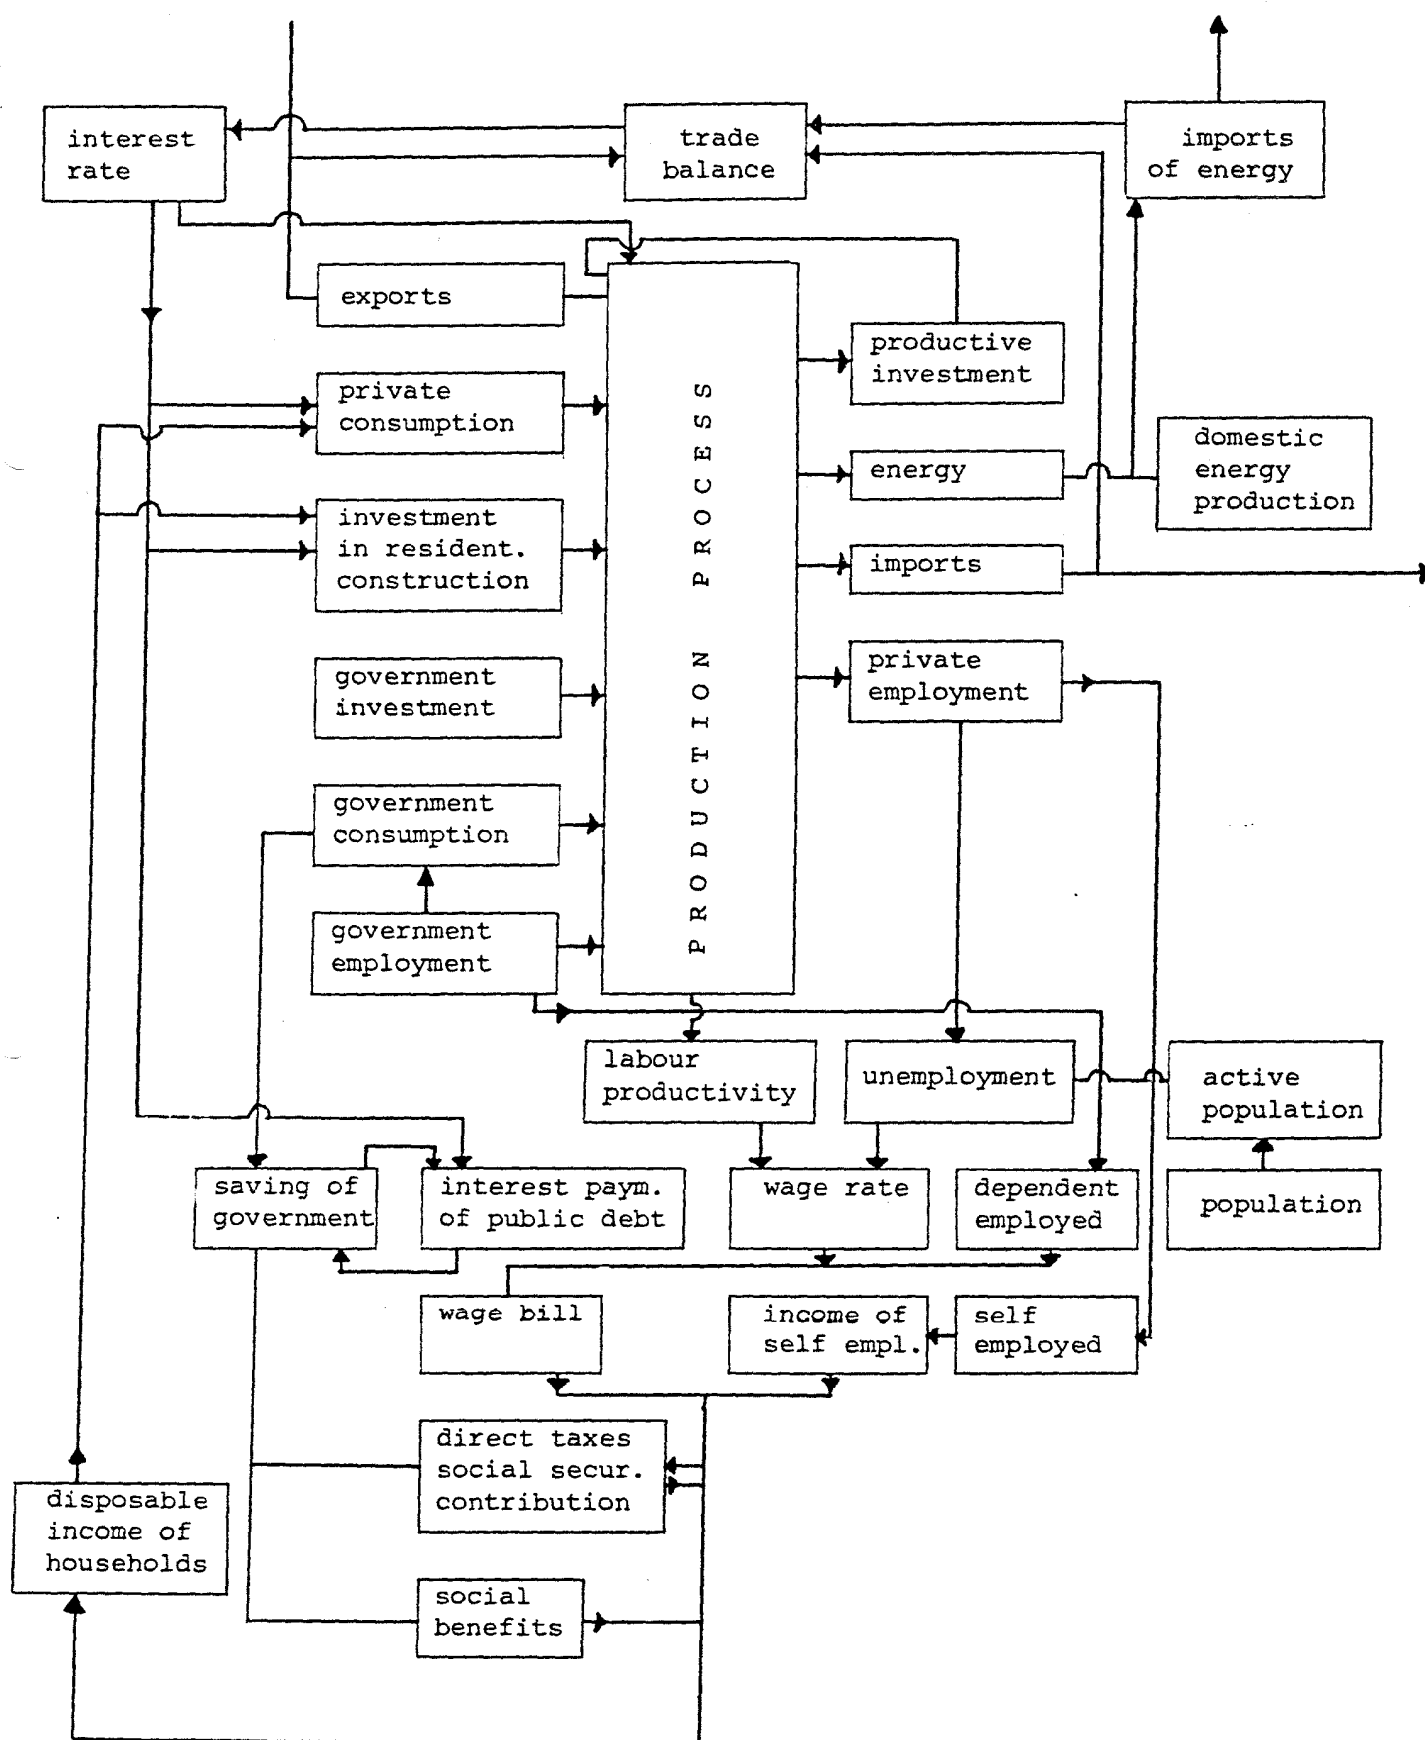 interest
rate
trade
balance
imports
of energy
exports
productive
investment
private
consumption
domestic
energy
production
energy
investment
in resident.
construction
imports
PRODUCTION PROCESS
government
investment
private
employment
government
consumption
government
employment
labour
productivity
unemployment
active
population
saving of
government
interest paym.
of public debt
wage rate
dependent
employed
population
wage bill
income of
self empl.
self
employed
direct taxes
social secur.
contribution
disposable
income of
households
social
benefits